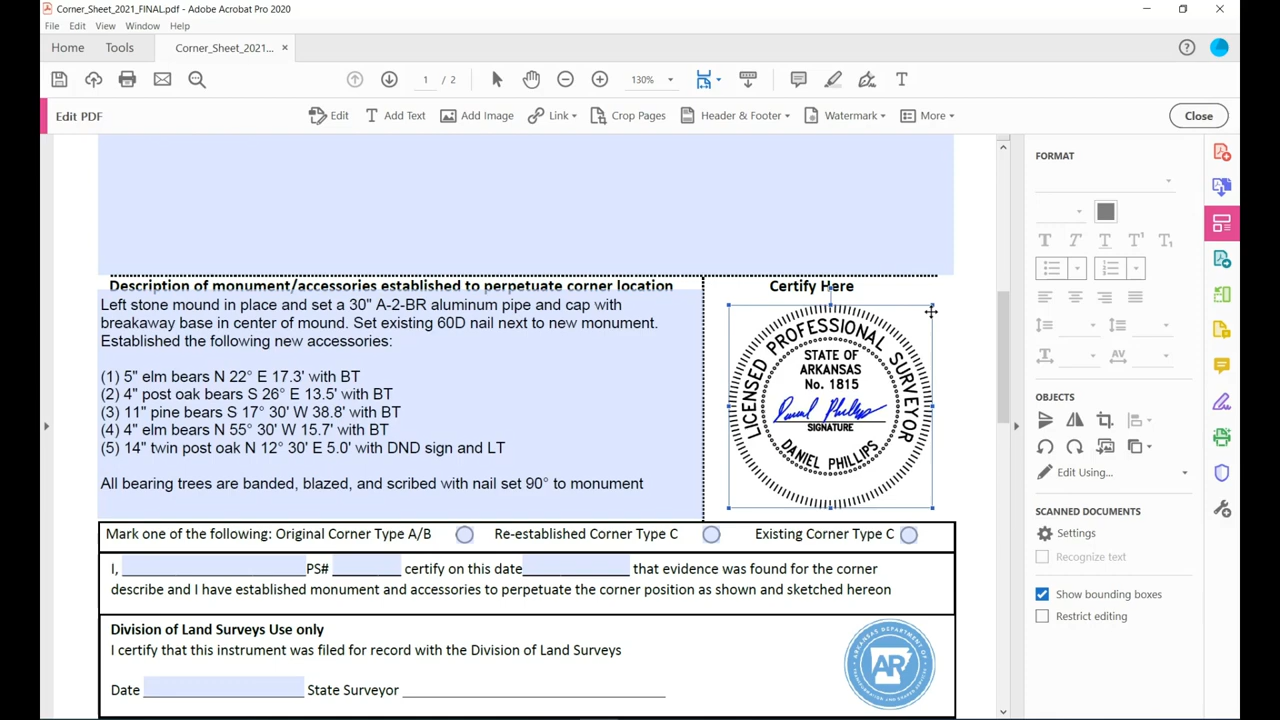 Corner_Sheet_2021_FINAL.pdf - Adobe Acrobat Pro 2020
File Edit View Window Help
Home Tools Corner_Sheet_2021... ×
1 / 2 130%
Edit PDF Edit Add Text Add Image Link Crop Pages Header & Footer Watermark More Close
FORMAT
Description of monument/accessories established to perpetuate corner location
Certify Here
Left stone mound in place and set a 30" A-2-BR aluminum pipe and cap with
breakaway base in center of mound. Set existing 60D nail next to new monument.
Established the following new accessories:
(1) 5" elm bears N 22° E 17.3' with BT
(2) 4" post oak bears S 26° E 13.5' with BT
(3) 11" pine bears S 17° 30' W 38.8' with BT
(4) 4" elm bears N 55° 30' W 15.7' with BT
(5) 14" twin post oak N 12° 30' E 5.0' with DND sign and LT
All bearing trees are banded, blazed, and scribed with nail set 90° to monument
LICENSED PROFESSIONAL SURVEYOR
STATE OF
ARKANSAS
No. 1815
Daniel Phillips
SIGNATURE
DANIEL PHILLIPS
OBJECTS
Edit Using...
SCANNED DOCUMENTS
Settings
Recognize text
Show bounding boxes
Restrict editing
Mark one of the following: Original Corner Type A/B Re-established Corner Type C Existing Corner Type C
I, PS# certify on this date that evidence was found for the corner
describe and I have established monument and accessories to perpetuate the corner position as shown and sketched hereon
Division of Land Surveys Use only
I certify that this instrument was filed for record with the Division of Land Surveys
Date State Surveyor
ARKANSAS DEPARTMENT OF
AR